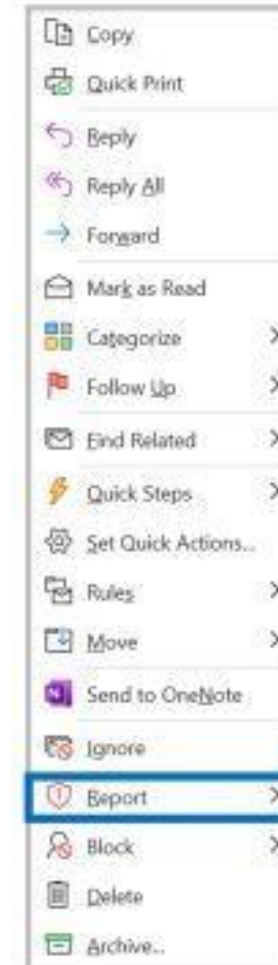 Copy
Quick Print
Reply
Reply All
Forward
Mark as Read
Categorize
Follow Up
Find Related
Quick Steps
Set Quick Actions...
Rules
Move
Send to OneNote
Ignore
Report
Block
Delete
Archive...